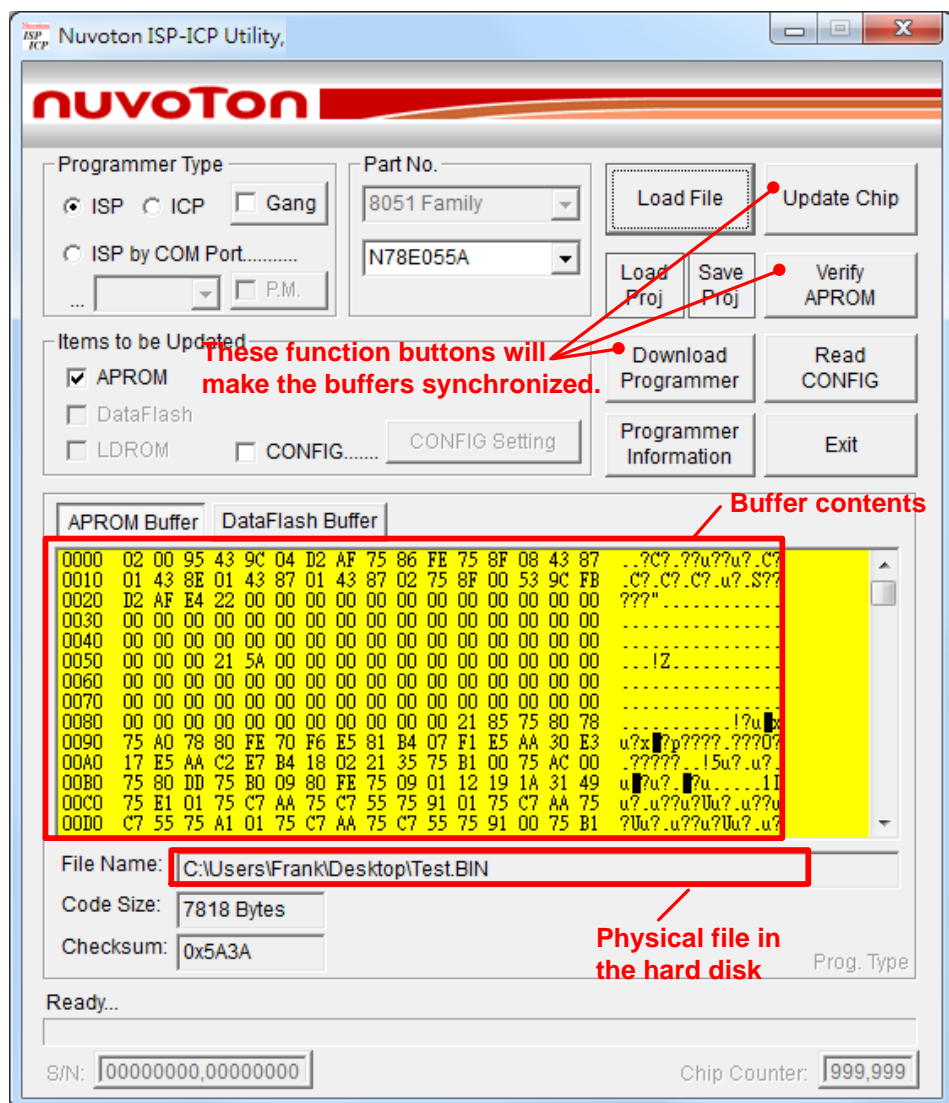 Nuvoton ISP ICP
Nuvoton ISP-ICP Utility,
nuvoTon
Programmer Type
ISP ICP Gang
ISP by COM Port...........
... P.M.
Part No.
8051 Family
N78E055A
Load File
Update Chip
Load Proj
Save Proj
Verify APROM
Items to be Updated
APROM
DataFlash
LDROM
CONFIG.......
CONFIG Setting
These function buttons will
make the buffers synchronized.
Download Programmer
Read CONFIG
Programmer Information
Exit
Buffer contents
APROM Buffer DataFlash Buffer
0000 02 00 95 43 9C 04 D2 AF 75 86 FE 75 8F 08 43 87 ..?C?.??u??u?.C?
0010 01 43 8E 01 43 87 01 43 87 02 75 8F 00 53 9C FB .C?.C?.C?.u?.S??
0020 D2 AF E4 22 00 00 00 00 00 00 00 00 00 00 00 00 ???"............
0030 00 00 00 00 00 00 00 00 00 00 00 00 00 00 00 00 ................
0040 00 00 00 00 00 00 00 00 00 00 00 00 00 00 00 00 ................
0050 00 00 00 21 5A 00 00 00 00 00 00 00 00 00 00 00 ...!Z...........
0060 00 00 00 00 00 00 00 00 00 00 00 00 00 00 00 00 ................
0070 00 00 00 00 00 00 00 00 00 00 00 00 00 00 00 00 ................
0080 00 00 00 00 00 00 00 00 00 00 00 21 85 75 80 78 ...........!?u█x
0090 75 A0 78 80 FE 70 F6 E5 81 B4 07 F1 E5 AA 30 E3 u?x█?p????.???0?
00A0 17 E5 AA C2 E7 B4 18 02 21 35 75 B1 00 75 AC 00 .?????..!5u?.u?.
00B0 75 80 DD 75 B0 09 80 FE 75 09 01 12 19 1A 31 49 u█?u?.█?u.....1I
00C0 75 E1 01 75 C7 AA 75 C7 55 75 91 01 75 C7 AA 75 u?.u??u?Uu?.u??u
00D0 C7 55 75 A1 01 75 C7 AA 75 C7 55 75 91 00 75 B1 ?Uu?.u??u?Uu?.u?
File Name: C:\Users\Frank\Desktop\Test.BIN
Code Size: 7818 Bytes
Checksum: 0x5A3A
Physical file in
the hard disk
Prog. Type
Ready...
S/N: 00000000,00000000
Chip Counter: 999,999